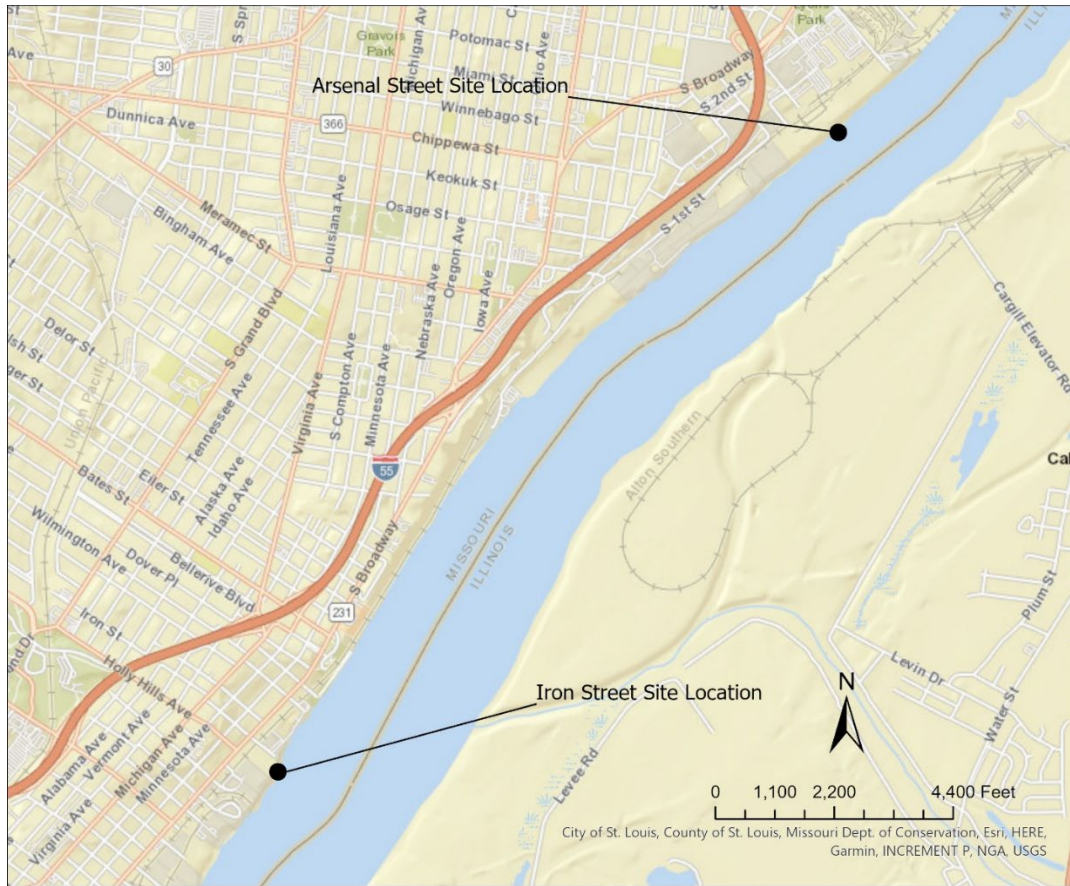 S Spr
Gravois
Park
Michigan Ave
Potomac St
Ohio Ave
Park
ILLINOIS
Ave
30
Miami St
S Broadway
Arsenal Street Site Location
S 2nd St
Winnebago St
Dunnica Ave
366
Chippewa St
Keokuk St
Osage St
S 1st St
Meramec St
Bingham Ave
Louisiana Ave
Oregon Ave
Nebraska Ave
Iowa Ave
Cargill Elevator Rd
Delor St
S Grand Blvd
Union Pacific
Tennessee Ave
Virginia Ave
S Compton Ave
Minnesota Ave
Alton Southern
55
Bates St
Eiler St
Alaska Ave
Idaho Ave
Wilmington Ave
Dover Pl
Bellerive Blvd
S Broadway
MISSOURI
ILLINOIS
231
Iron St
Holly Hills Ave
Plum St
Levin Dr
Water St
Iron Street Site Location
N
Alabama Ave
Vermont Ave
Michigan Ave
Minnesota Ave
Virginia Ave
Levee Rd
0 1,100 2,200 4,400 Feet
City of St. Louis, County of St. Louis, Missouri Dept. of Conservation, Esri, HERE,
Garmin, INCREMENT P, NGA, USGS